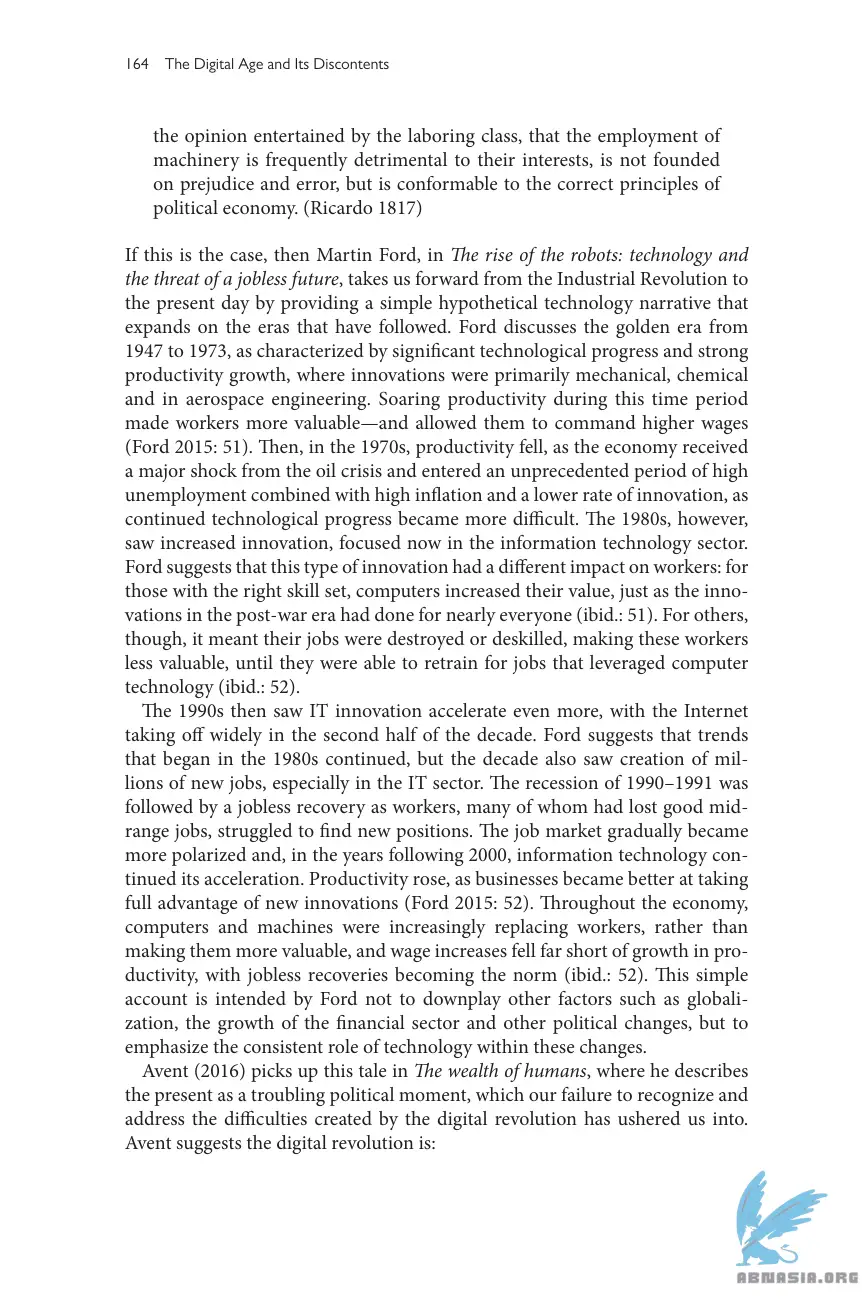 164 The Digital Age and Its Discontents
the opinion entertained by the laboring class, that the employment of
machinery is frequently detrimental to their interests, is not founded
on prejudice and error, but is conformable to the correct principles of
political economy. (Ricardo 1817)
If this is the case, then Martin Ford, in The rise of the robots: technology and
the threat of a jobless future, takes us forward from the Industrial Revolution to
the present day by providing a simple hypothetical technology narrative that
expands on the eras that have followed. Ford discusses the golden era from
1947 to 1973, as characterized by significant technological progress and strong
productivity growth, where innovations were primarily mechanical, chemical
and in aerospace engineering. Soaring productivity during this time period
made workers more valuable—and allowed them to command higher wages
(Ford 2015: 51). Then, in the 1970s, productivity fell, as the economy received
a major shock from the oil crisis and entered an unprecedented period of high
unemployment combined with high inflation and a lower rate of innovation, as
continued technological progress became more difficult. The 1980s, however,
saw increased innovation, focused now in the information technology sector.
Ford suggests that this type of innovation had a different impact on workers: for
those with the right skill set, computers increased their value, just as the inno-
vations in the post-war era had done for nearly everyone (ibid.: 51). For others,
though, it meant their jobs were destroyed or deskilled, making these workers
less valuable, until they were able to retrain for jobs that leveraged computer
technology (ibid.: 52).
The 1990s then saw IT innovation accelerate even more, with the Internet
taking off widely in the second half of the decade. Ford suggests that trends
that began in the 1980s continued, but the decade also saw creation of mil-
lions of new jobs, especially in the IT sector. The recession of 1990–1991 was
followed by a jobless recovery as workers, many of whom had lost good mid-
range jobs, struggled to find new positions. The job market gradually became
more polarized and, in the years following 2000, information technology con-
tinued its acceleration. Productivity rose, as businesses became better at taking
full advantage of new innovations (Ford 2015: 52). Throughout the economy,
computers and machines were increasingly replacing workers, rather than
making them more valuable, and wage increases fell far short of growth in pro-
ductivity, with jobless recoveries becoming the norm (ibid.: 52). This simple
account is intended by Ford not to downplay other factors such as globali-
zation, the growth of the financial sector and other political changes, but to
emphasize the consistent role of technology within these changes.
Avent (2016) picks up this tale in The wealth of humans, where he describes
the present as a troubling political moment, which our failure to recognize and
address the difficulties created by the digital revolution has ushered us into.
Avent suggests the digital revolution is:
ABNASIA.ORG